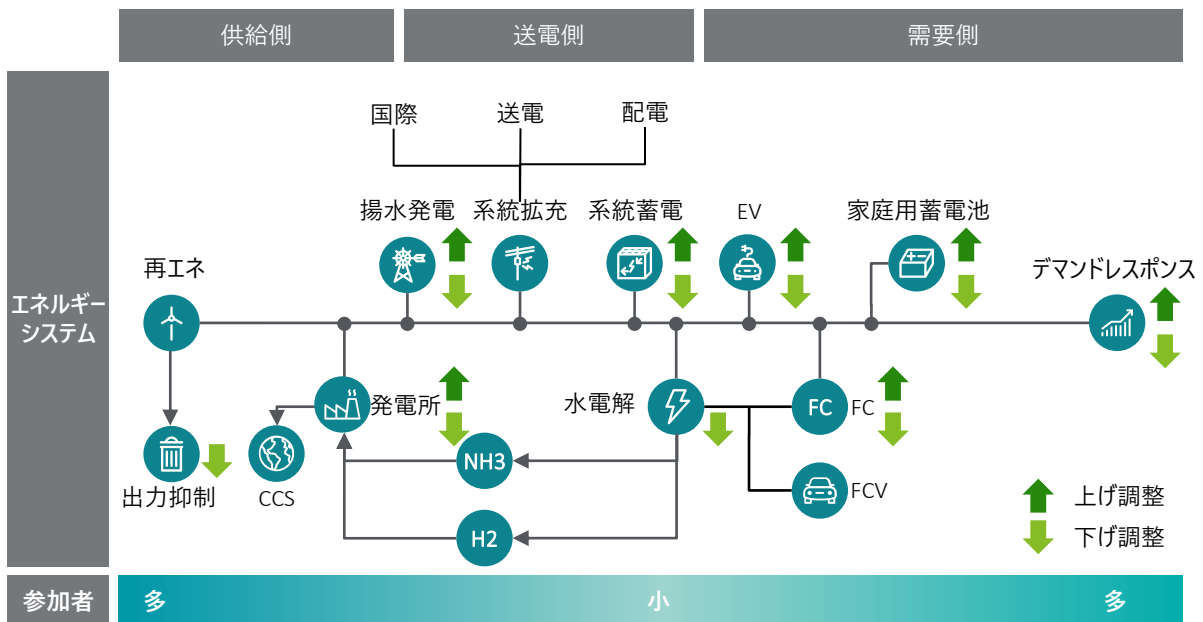 供給側
送電側
需要側
エネルギー
システム
国際
送電
配電
揚水発電
系統拡充
系統蓄電
EV
家庭用蓄電池
再エネ
デマンドレスポンス
発電所
水電解
FC
FC
出力抑制
CCS
NH3
FCV
H2
上げ調整
下げ調整
参加者
多
小
多